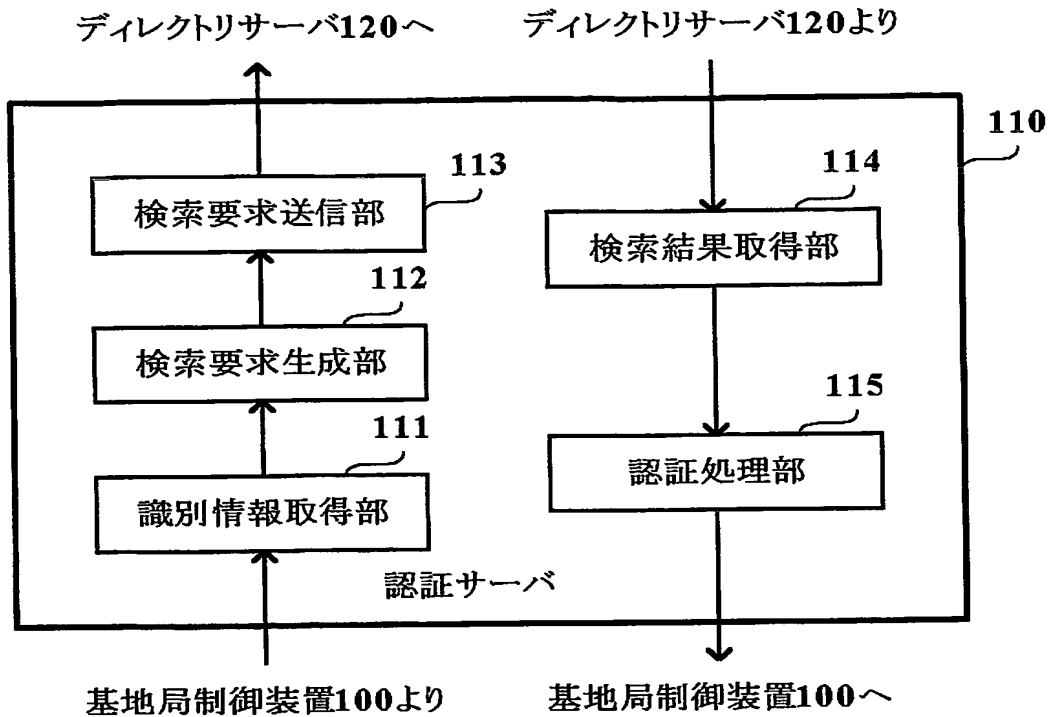 ディレクトリサーバ120へ
ディレクトリサーバ120より
110
113
検索要求送信部
114
検索結果取得部
112
検索要求生成部
115
認証処理部
111
識別情報取得部
認証サーバ
基地局制御装置100より
基地局制御装置100へ